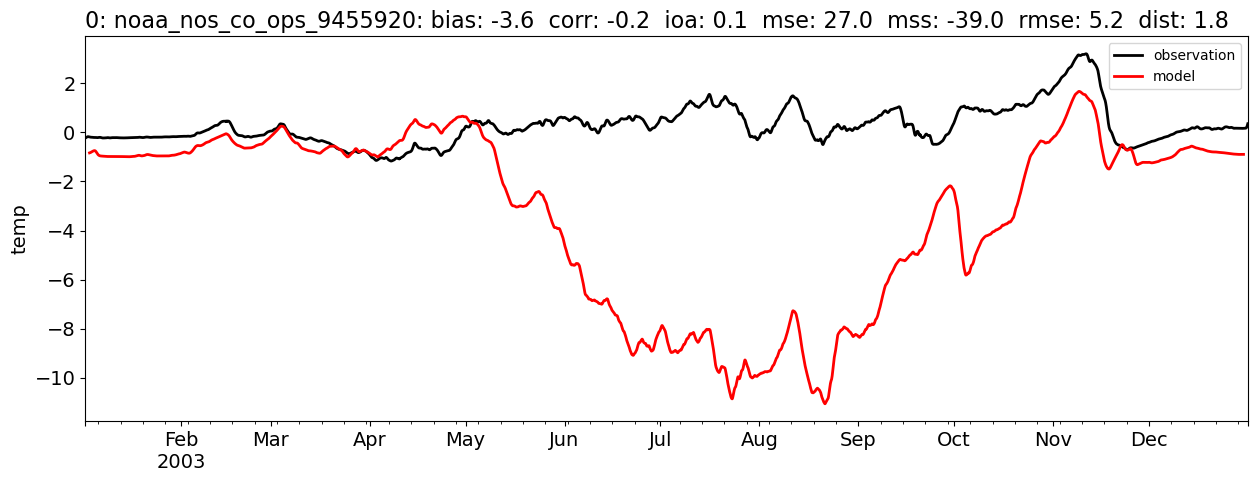 0: noaa_nos_co_ops_9455920: bias: -3.6  corr: -0.2  ioa: 0.1  mse: 27.0  mss: -39.0  rmse: 5.2  dist: 1.8
observation
model
2
0
−2
−4
−6
−8
−10
temp
Feb Mar Apr May Jun Jul Aug Sep Oct Nov Dec
2003